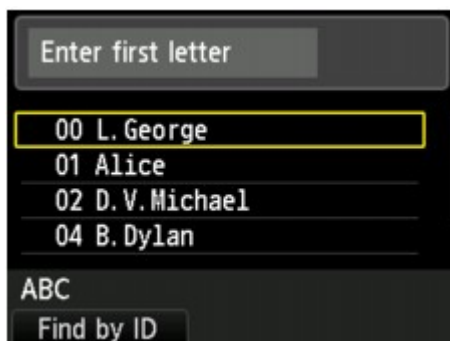 Enter first letter
00 L.George
01 Alice
02 D.V.Michael
04 B.Dylan
ABC
Find by ID